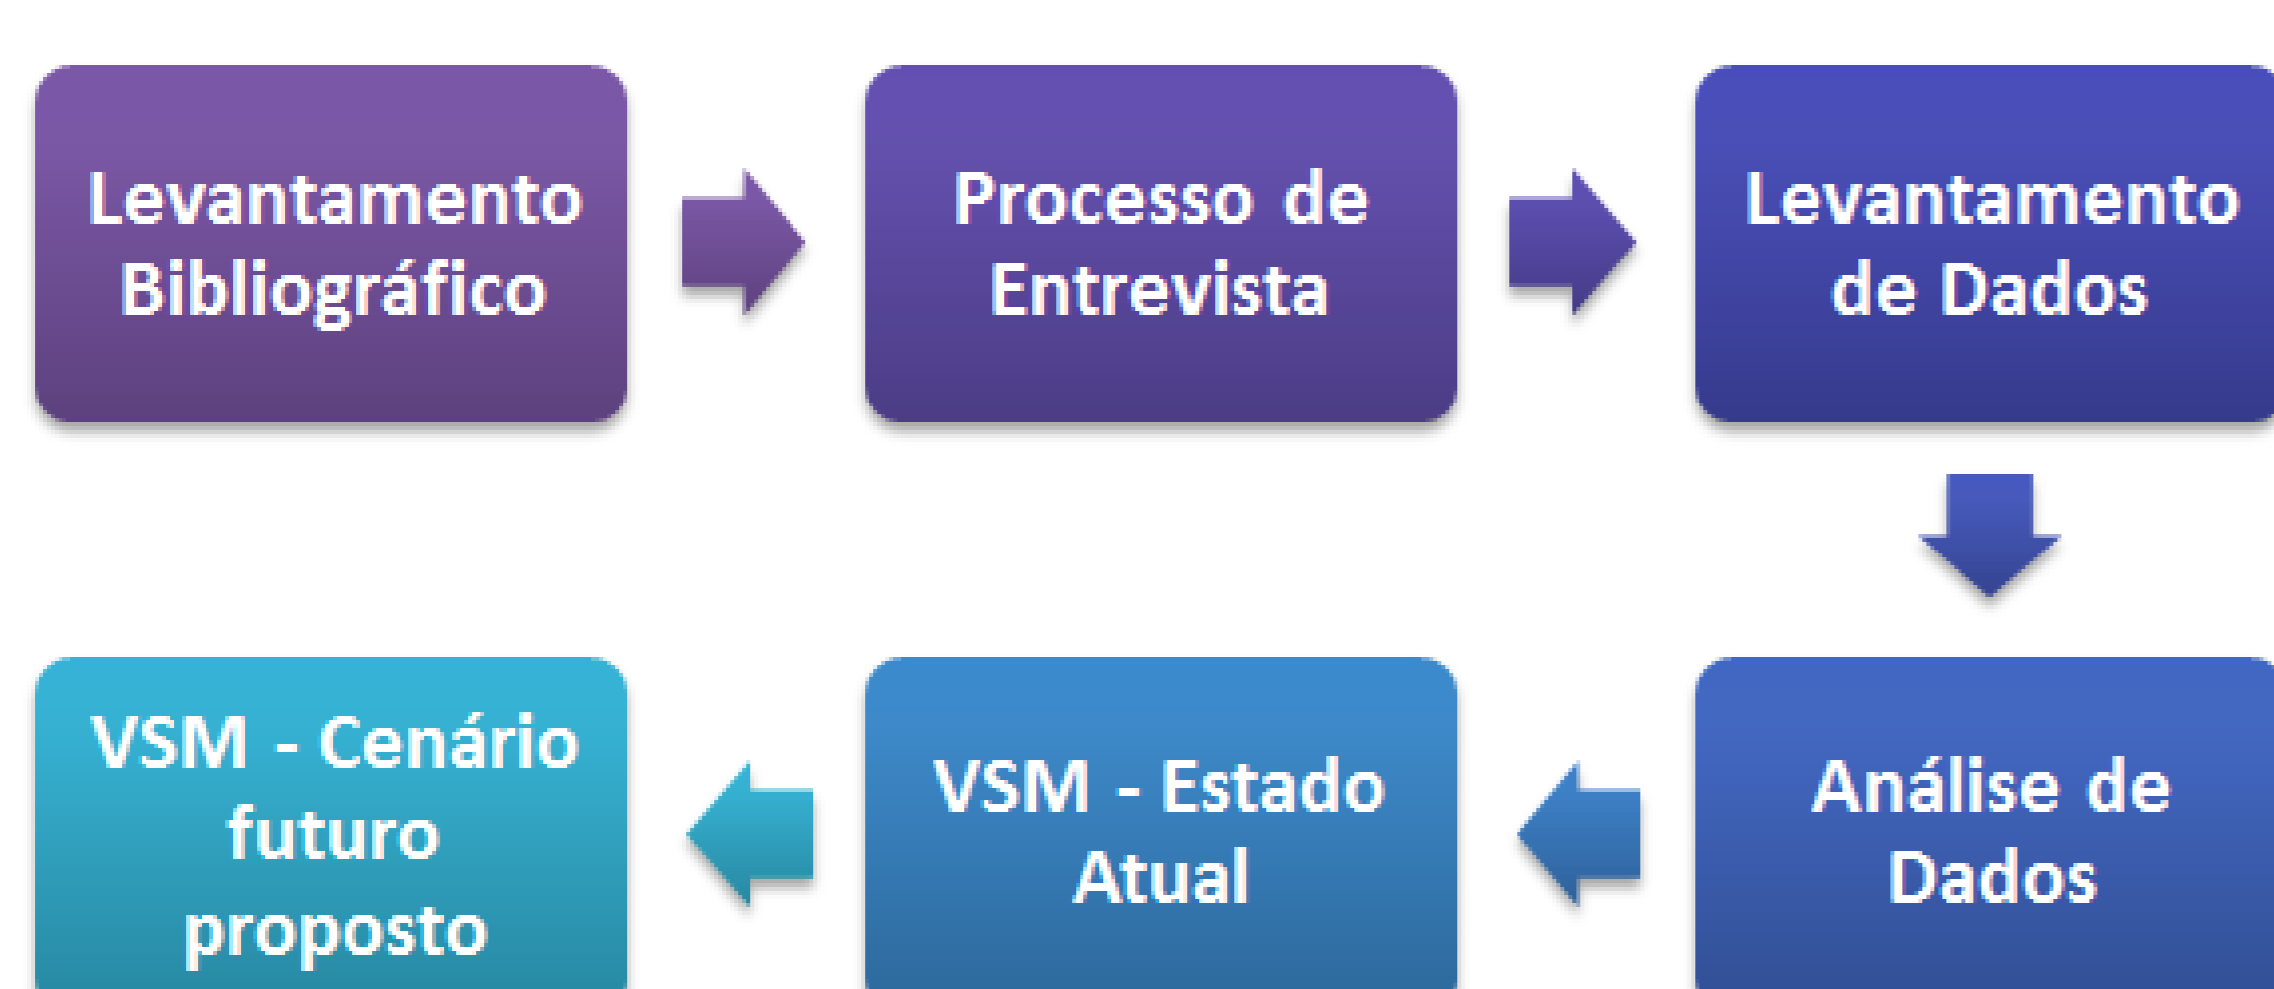 Levantamento
Bibliográfico
Processo de
Entrevista
Levantamento
de Dados
Análise de
Dados
VSM - Estado
Atual
VSM - Cenário
futuro
proposto